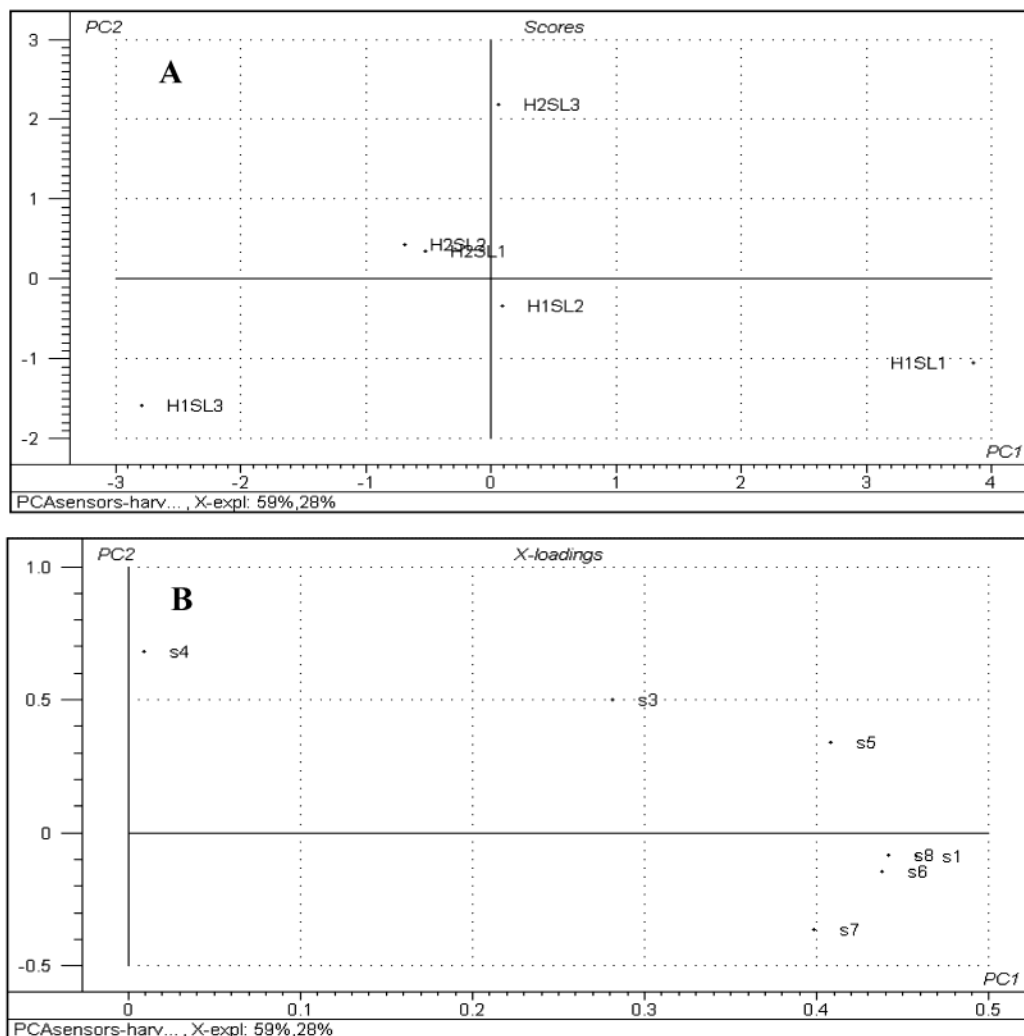 PC2 Scores
A
3
2
1
0
-1
-2
H2SL3
H2SL2
H2SL1
H1SL2
H1SL1
H1SL3
PC1
-3 -2 -1 0 1 2 3 4
PCAsensors-harv... , X-expl: 59%,28%
PC2 X-loadings
B
1.0
0.5
0
-0.5
s4
s3
s5
s8 s1
s6
s7
PC1
0 0.1 0.2 0.3 0.4 0.5
PCAsensors-harv... , X-expl: 59%,28%